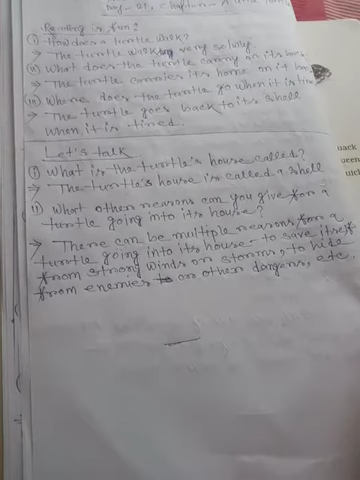 Reading is fun :
(i) How does a turtle walk?
→ The turtle walks very slowly.
(ii) What does the turtle carry on its
→ The turtle carries its home on it
(iii) Where does the turtle go when it is
→ The turtle goes back to its shell
when it is tired.
Let's talk
(i) What is the turtle's house called?
→ The turtle's house is called a shell
(ii) What other reasons can you give for a
turtle going into its house?
→ There can be multiple reasons for a
turtle going into its house - to save itself
from strong winds or storms, to hide
from enemies or other dangers, etc.
uack
ueen